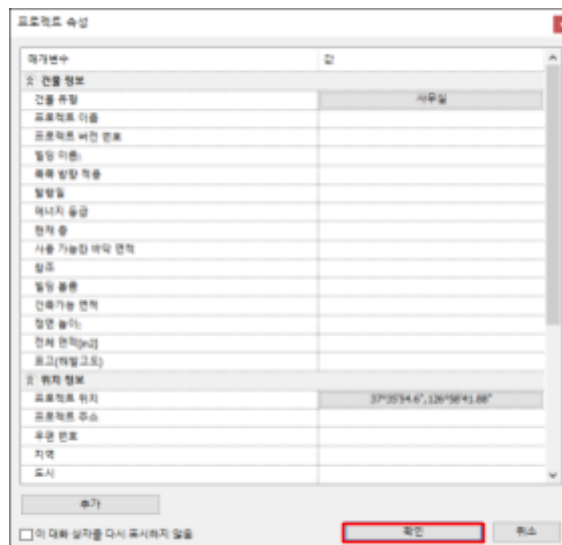 프로젝트 속성
매개변수 값
건물 정보
건물 유형 사무실
프로젝트 이름
프로젝트 버전 번호
빌딩 이름:
북쪽 방향 적용
발행일
에너지 등급
현재 층
사용 가능한 바닥 면적
참조
빌딩 볼륨
건축가능 면적
정면 높이:
전체 면적[m2]
표고(해발고도)
위치 정보
프로젝트 위치 37°35'54.6", 126°58'41.88"
프로젝트 주소
우편 번호
지역
도시
추가
이 대화 상자를 다시 표시하지 않음
확인 취소